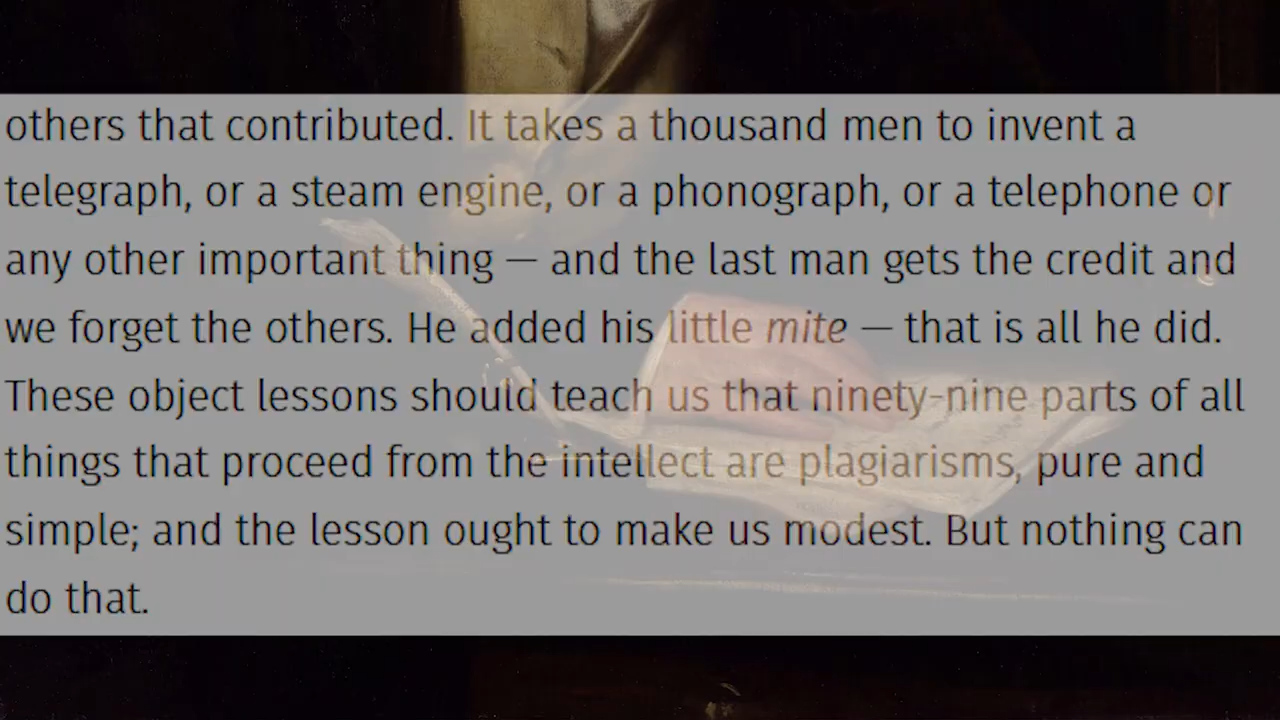 others that contributed. It takes a thousand men to invent a
telegraph, or a steam engine, or a phonograph, or a telephone or
any other important thing — and the last man gets the credit and
we forget the others. He added his little mite — that is all he did.
These object lessons should teach us that ninety-nine parts of all
things that proceed from the intellect are plagiarisms, pure and
simple; and the lesson ought to make us modest. But nothing can
do that.